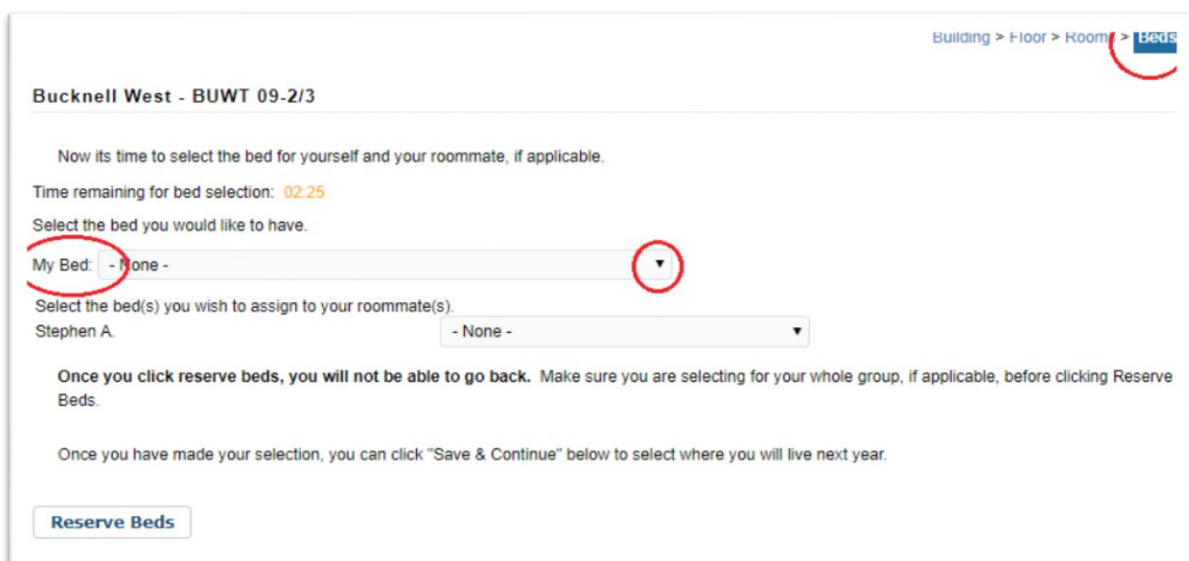 Building > Floor > Rooms > Beds
Bucknell West - BUWT 09-2/3
Now its time to select the bed for yourself and your roommate, if applicable.
Time remaining for bed selection: 02:25
Select the bed you would like to have.
My Bed: - None -
Select the bed(s) you wish to assign to your roommate(s).
Stephen A. - None -
Once you click reserve beds, you will not be able to go back. Make sure you are selecting for your whole group, if applicable, before clicking Reserve
Beds.
Once you have made your selection, you can click "Save & Continue" below to select where you will live next year.
Reserve Beds